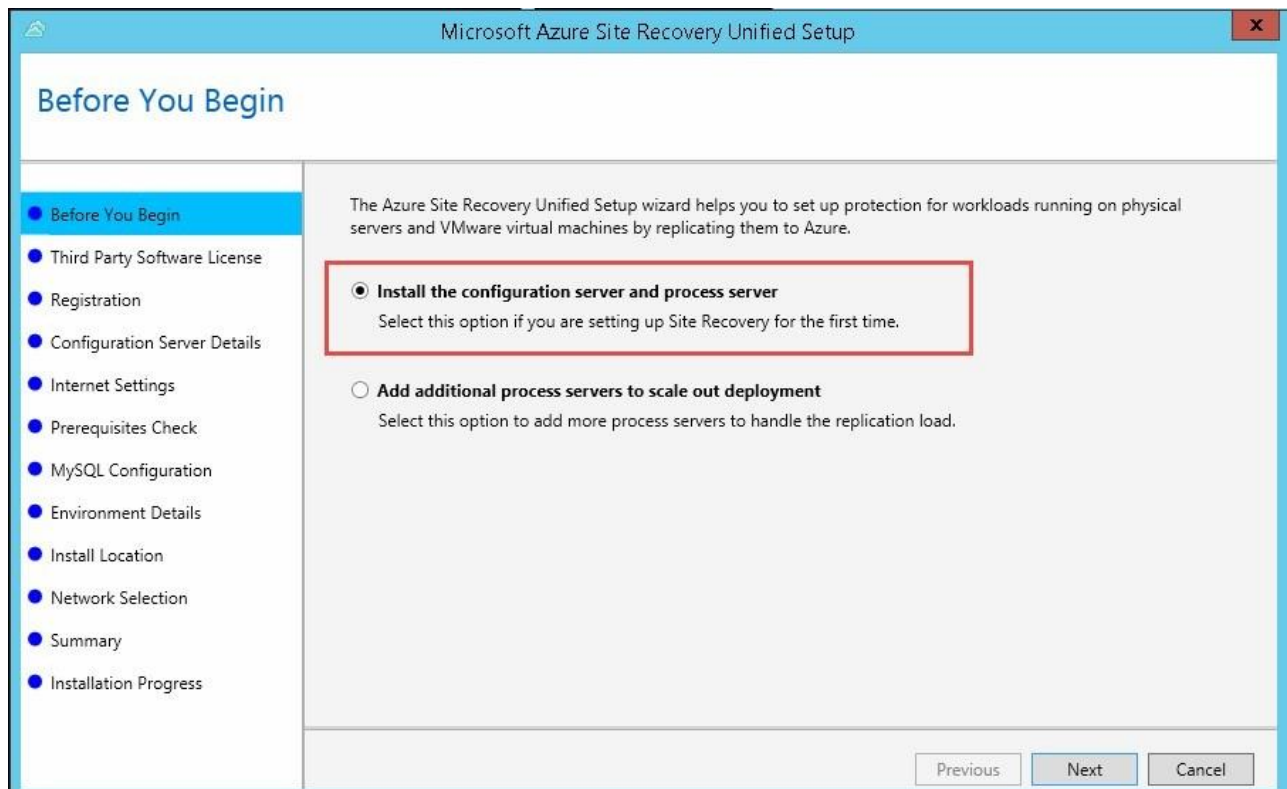 Microsoft Azure Site Recovery Unified Setup
X
Before You Begin
Before You Begin
Third Party Software License
Registration
Configuration Server Details
Internet Settings
Prerequisites Check
MySQL Configuration
Environment Details
Install Location
Network Selection
Summary
Installation Progress
The Azure Site Recovery Unified Setup wizard helps you to set up protection for workloads running on physical
servers and VMware virtual machines by replicating them to Azure.
Install the configuration server and process server
Select this option if you are setting up Site Recovery for the first time.
Add additional process servers to scale out deployment
Select this option to add more process servers to handle the replication load.
Previous Next Cancel